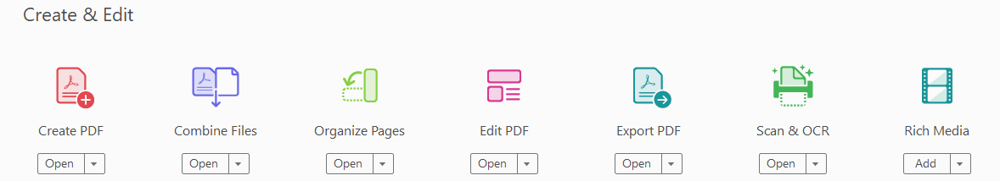 Create & Edit
Create PDF Combine Files Organize Pages Edit PDF Export PDF Scan & OCR Rich Media
Open Open Open Open Open Open Add